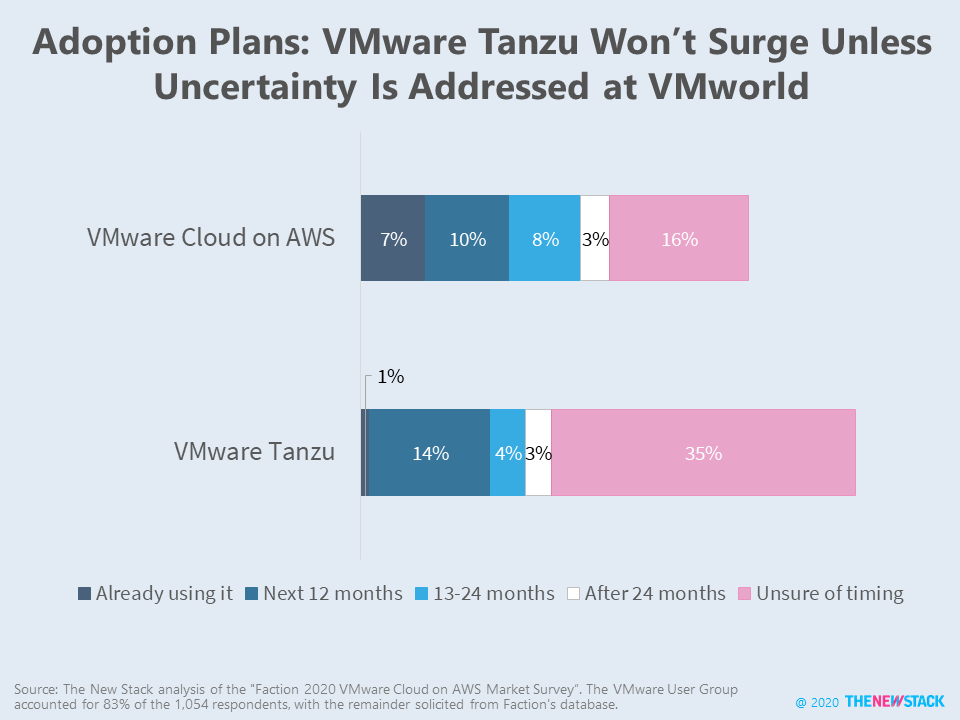 Adoption Plans: VMware Tanzu Won’t Surge Unless
Uncertainty Is Addressed at VMworld
VMware Cloud on AWS
7% 10% 8% 3% 16%
1%
VMware Tanzu
14% 4% 3% 35%
Already using it Next 12 months 13-24 months After 24 months Unsure of timing
Source: The New Stack analysis of the "Faction 2020 VMware Cloud on AWS Market Survey”. The VMware User Group
accounted for 83% of the 1,054 respondents, with the remainder solicited from Faction's database.
@ 2020 THENEWSTACK